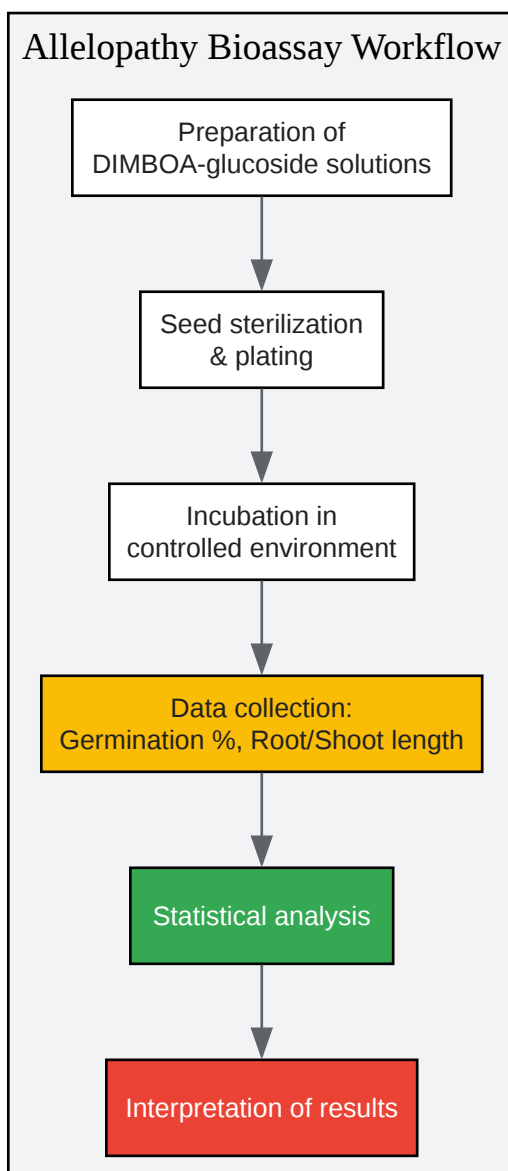 Allelopathy Bioassay Workflow
Preparation of
DIMBOA-glucoside solutions
Seed sterilization
& plating
Incubation in
controlled environment
Data collection:
Germination %, Root/Shoot length
Statistical analysis
Interpretation of results